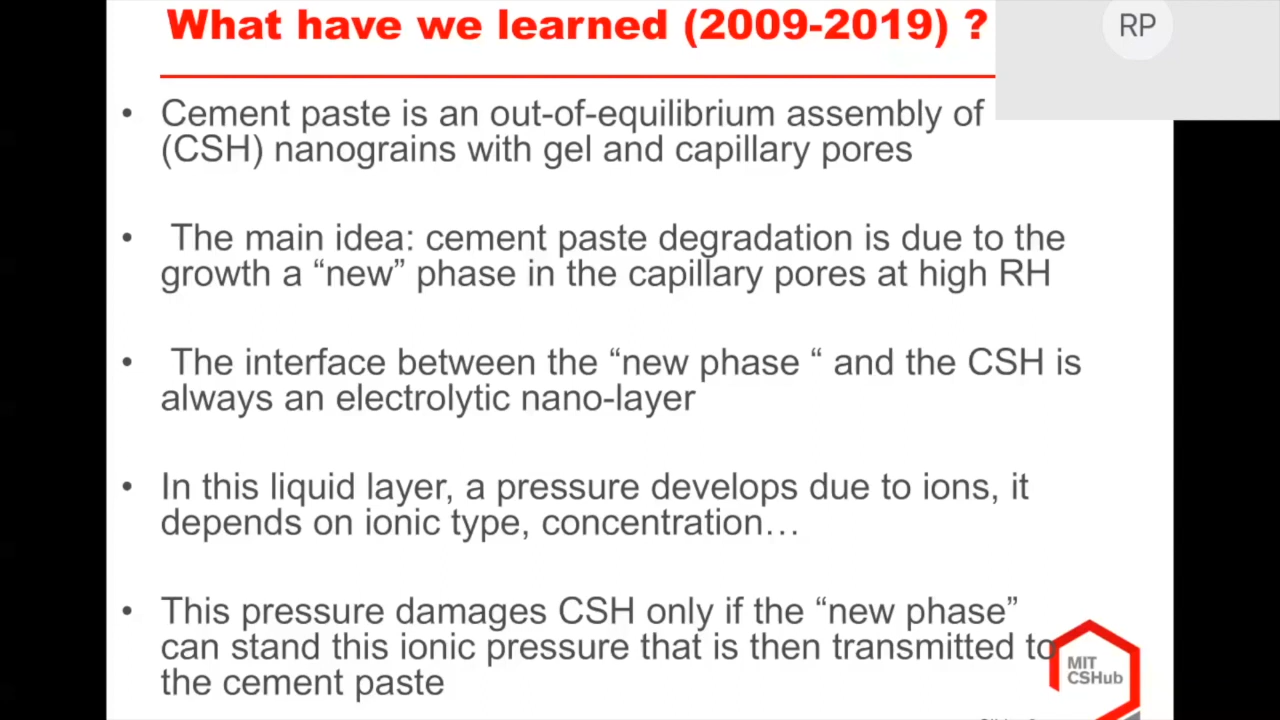 What have we learned (2009-2019) ?
RP
• Cement paste is an out-of-equilibrium assembly of
(CSH) nanograins with gel and capillary pores
• The main idea: cement paste degradation is due to the
growth a “new” phase in the capillary pores at high RH
• The interface between the “new phase “ and the CSH is
always an electrolytic nano-layer
• In this liquid layer, a pressure develops due to ions, it
depends on ionic type, concentration…
• This pressure damages CSH only if the “new phase”
can stand this ionic pressure that is then transmitted to
the cement paste
MIT
CSHub